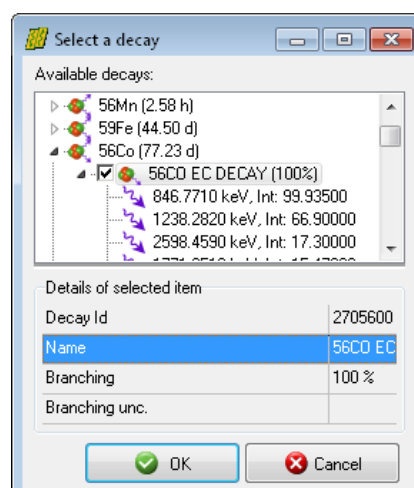 Select a decay
Available decays:
56Mn (2.58 h)
59Fe (44.50 d)
56Co (77.23 d)
56CO EC DECAY (100%)
846.7710 keV, Int: 99.93500
1238.2820 keV, Int: 66.90000
2598.4590 keV, Int: 17.30000
Details of selected item
Decay Id 2705600
Name 56CO EC
Branching 100 %
Branching unc.
OK Cancel